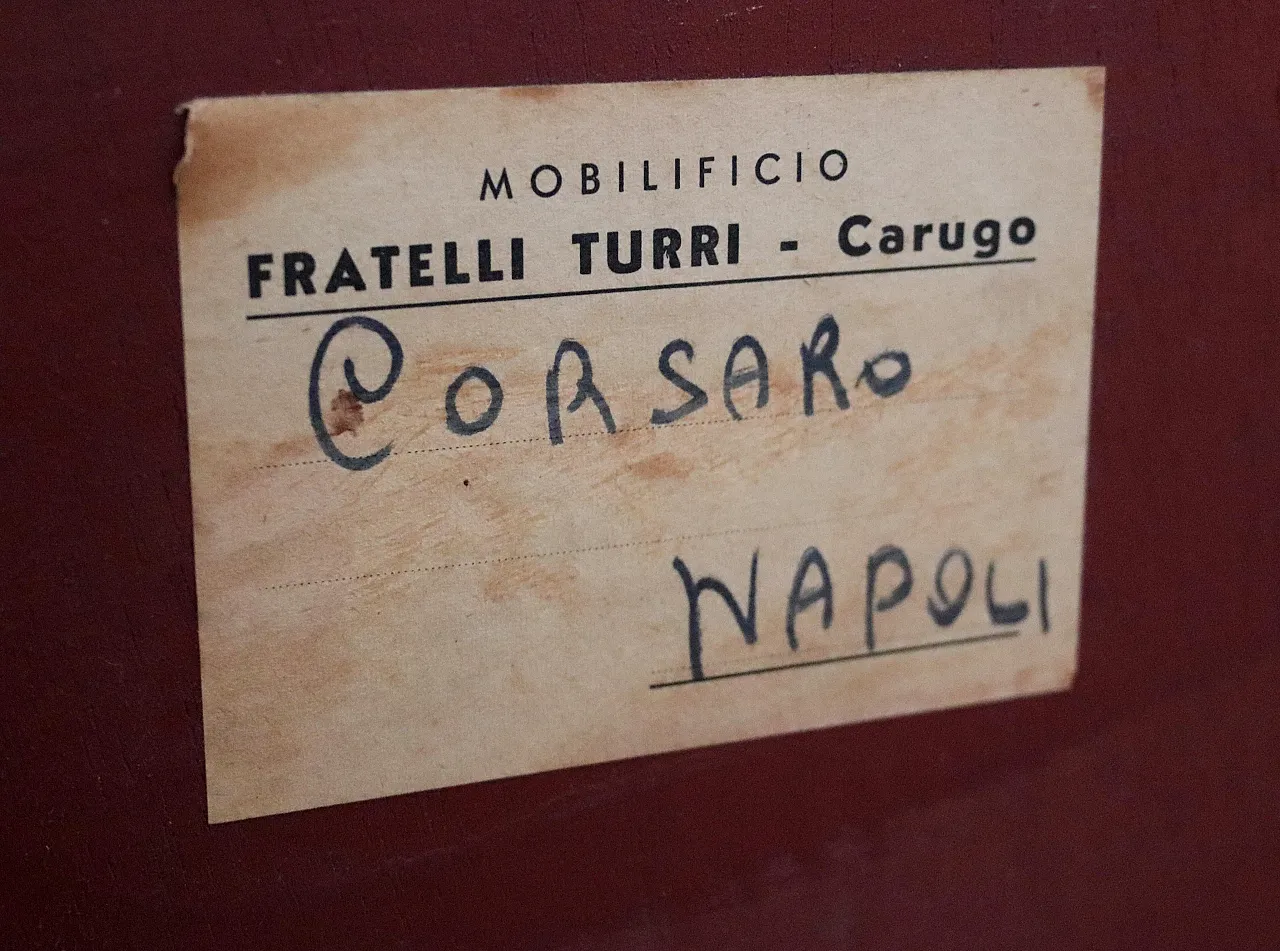 MOBILIFICIO
FRATELLI TURRI - Carugo
CORSARO
NAPOLI